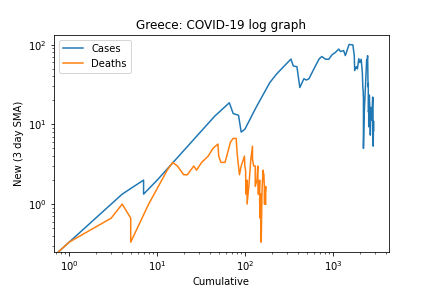 Greece: COVID-19 log graph
Cases
Deaths
New (3 day SMA)
10²
10¹
10⁰
10⁰ 10¹ 10² 10³
Cumulative